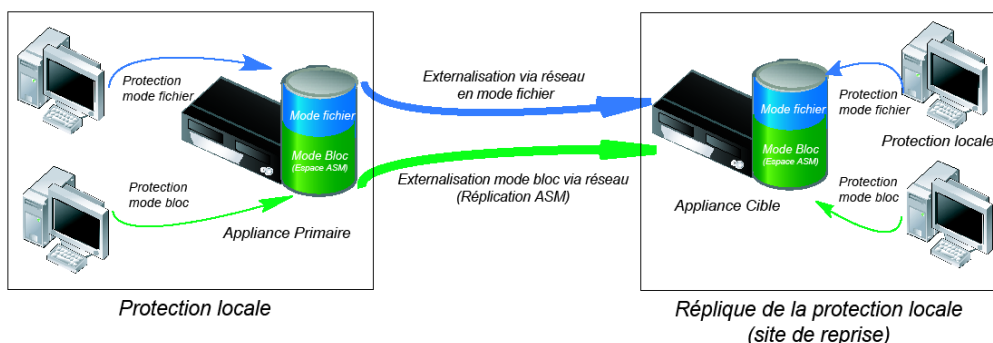 Protection
mode fichier
Mode fichier
Mode Bloc
(Espace ASM)
Protection
mode bloc
Appliance Primaire
Protection locale
Externalisation via réseau
en mode fichier
Externalisation mode bloc via réseau
(Réplication ASM)
Mode fichier
Mode Bloc
(Espace ASM)
Appliance Cible
Protection
mode fichier
Protection locale
Protection
mode bloc
Réplique de la protection locale
(site de reprise)